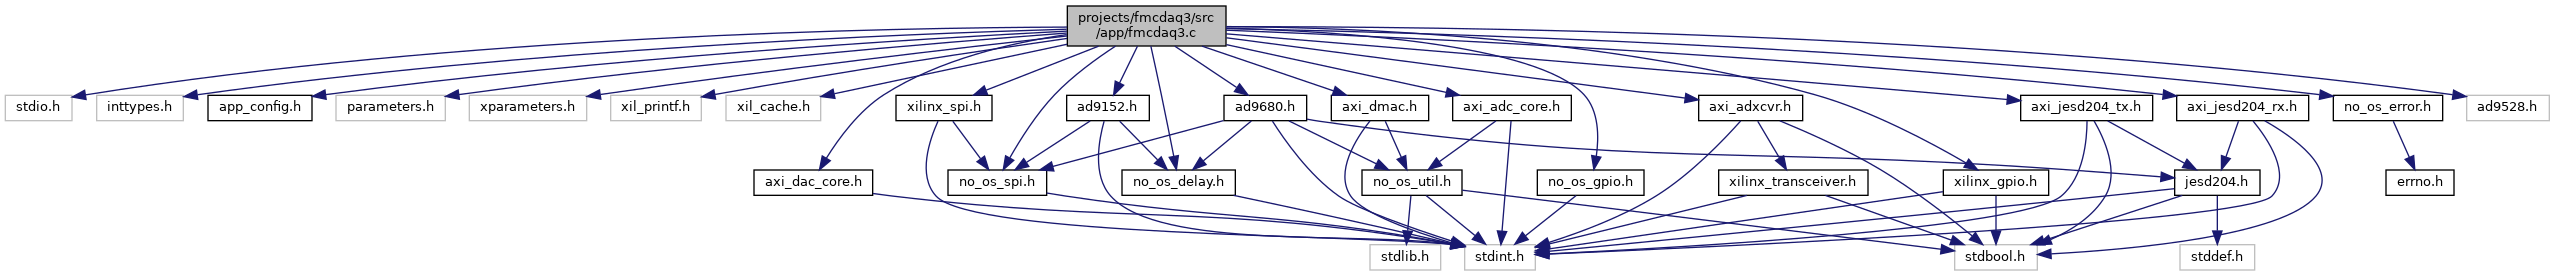 projects/fmcdaq3/src
/app/fmcdaq3.c
stdio.h
inttypes.h
app_config.h
parameters.h
xparameters.h
xil_printf.h
xil_cache.h
xilinx_spi.h
ad9152.h
ad9680.h
axi_dmac.h
axi_adc_core.h
axi_adxcvr.h
axi_jesd204_tx.h
axi_jesd204_rx.h
no_os_error.h
ad9528.h
axi_dac_core.h
no_os_spi.h
no_os_delay.h
no_os_util.h
no_os_gpio.h
xilinx_transceiver.h
xilinx_gpio.h
jesd204.h
errno.h
stdlib.h
stdint.h
stdbool.h
stddef.h